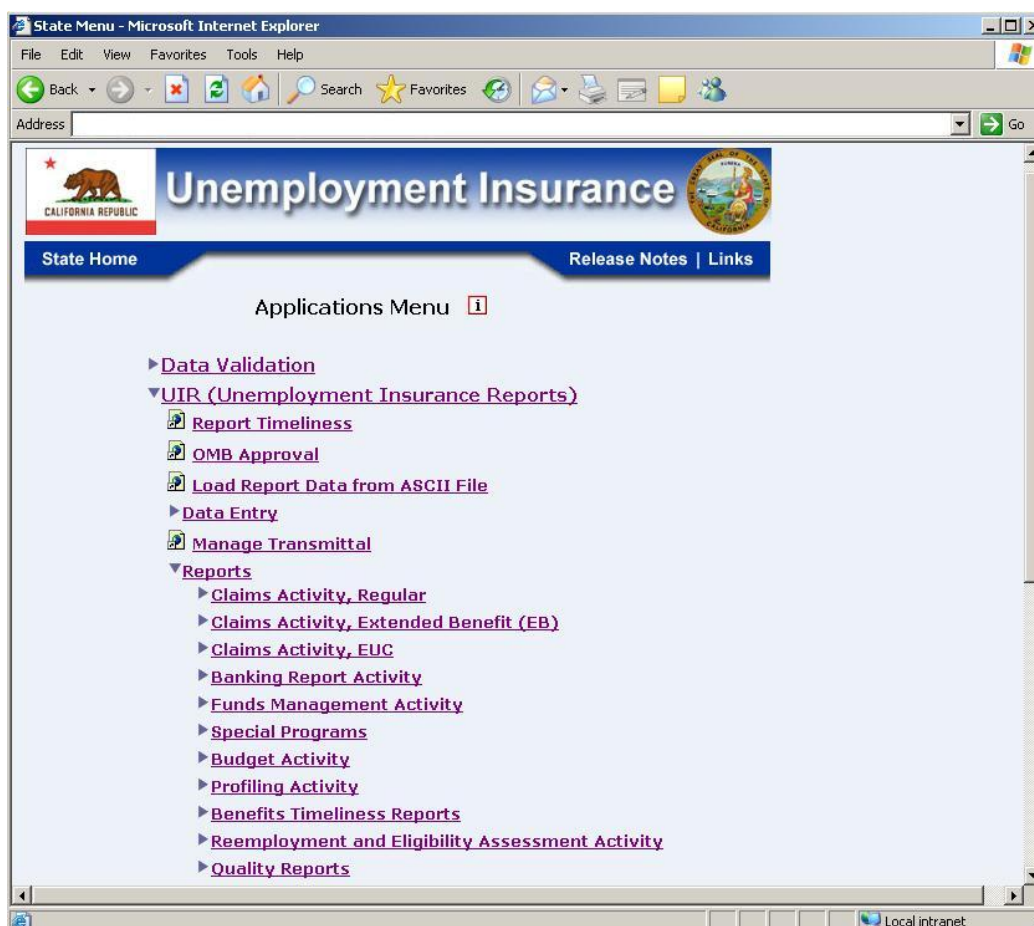 State Menu - Microsoft Internet Explorer
File Edit View Favorites Tools Help
Back Search Favorites
Address Go
CALIFORNIA REPUBLIC
Unemployment Insurance
State Home Release Notes | Links
Applications Menu i
Data Validation
UIR (Unemployment Insurance Reports)
Report Timeliness
OMB Approval
Load Report Data from ASCII File
Data Entry
Manage Transmittal
Reports
Claims Activity, Regular
Claims Activity, Extended Benefit (EB)
Claims Activity, EUC
Banking Report Activity
Funds Management Activity
Special Programs
Budget Activity
Profiling Activity
Benefits Timeliness Reports
Reemployment and Eligibility Assessment Activity
Quality Reports
Local intranet